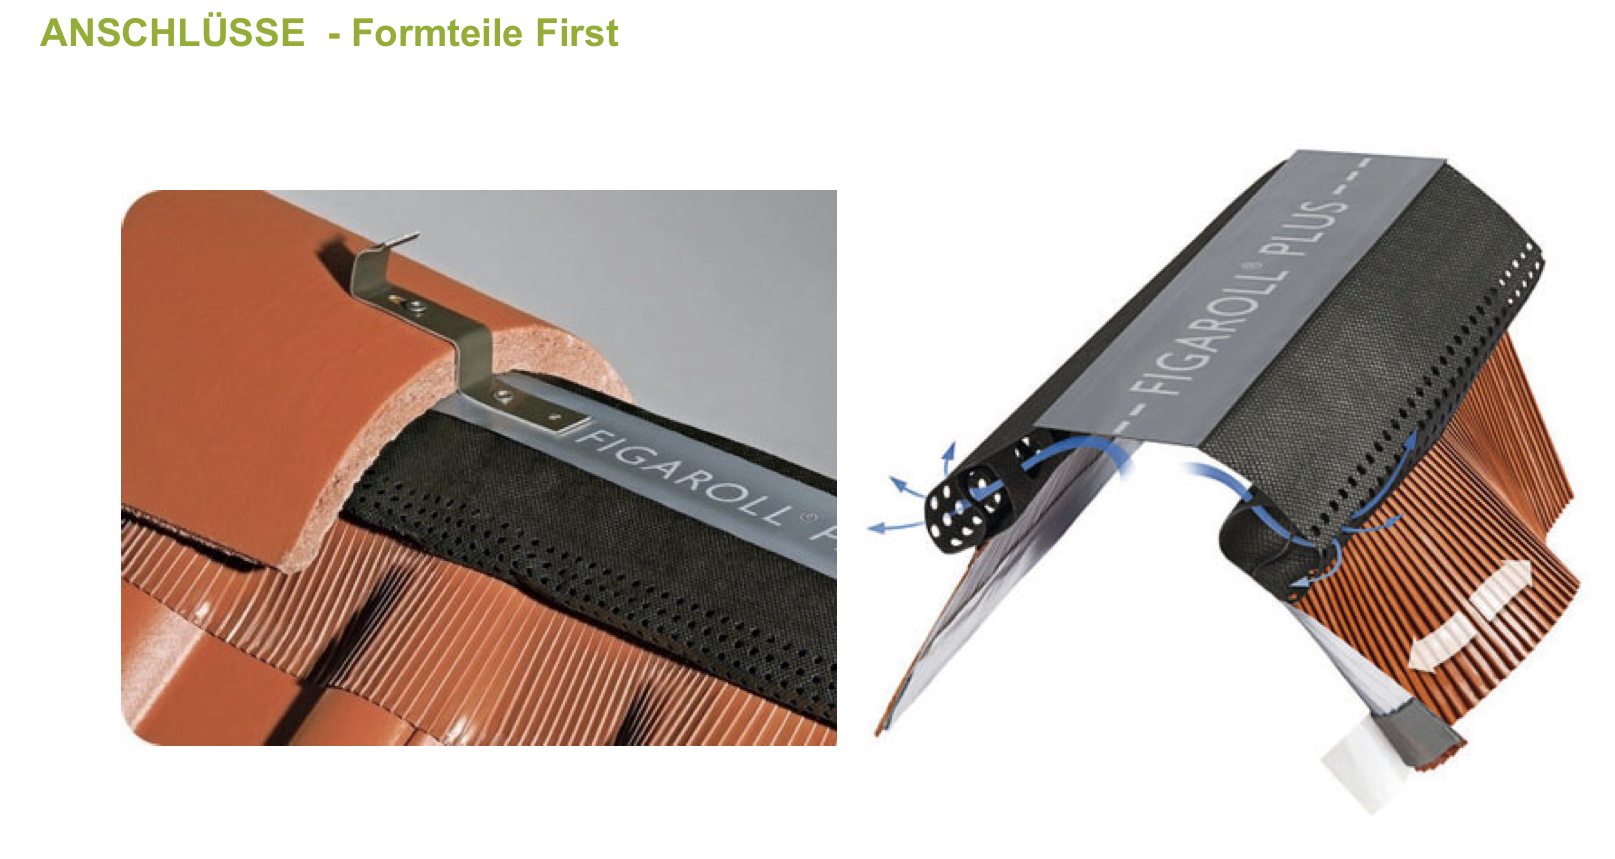 ANSCHLÜSSE - Formteile First
FIGAROLL® P
-- FIGAROLL® PLUS ---